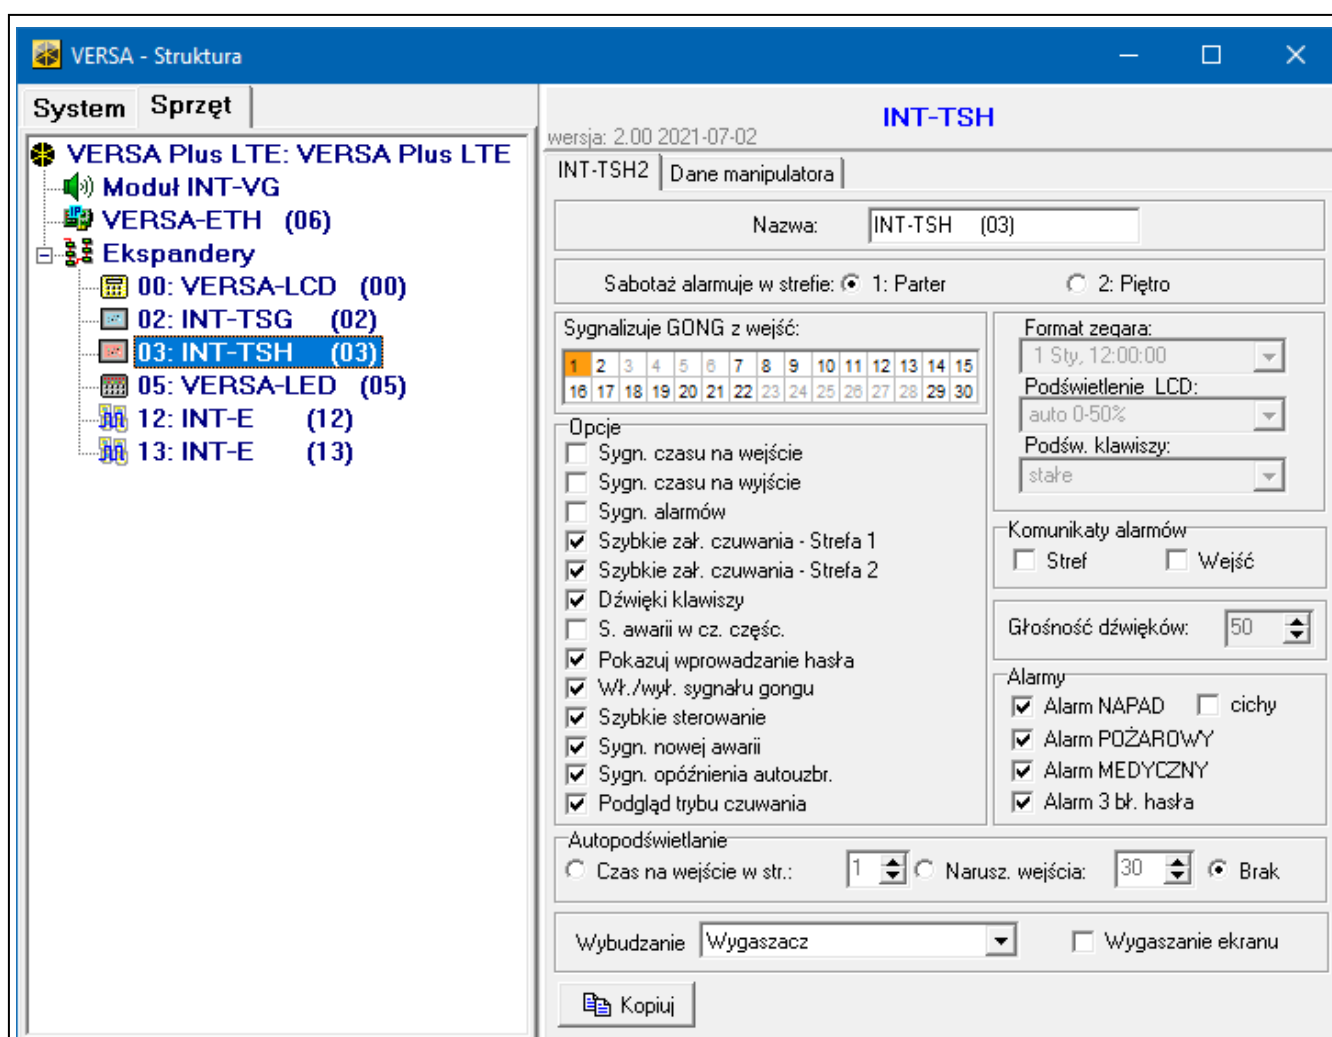 VERSA - Struktura
System Sprzęt
VERSA Plus LTE: VERSA Plus LTE
Moduł INT-VG
VERSA-ETH (06)
Ekspandery
00: VERSA-LCD (00)
02: INT-TSG (02)
03: INT-TSH (03)
05: VERSA-LED (05)
12: INT-E (12)
13: INT-E (13)
INT-TSH
wersja: 2.00 2021-07-02
INT-TSH2 Dane manipulatora
Nazwa: INT-TSH (03)
Sabotaż alarmuje w strefie: 1: Parter 2: Piętro
Sygnalizuje GONG z wejść:
1 2 3 4 5 6 7 8 9 10 11 12 13 14 15
16 17 18 19 20 21 22 23 24 25 26 27 28 29 30
Opcje
Sygn. czasu na wejście
Sygn. czasu na wyjście
Sygn. alarmów
Szybkie zał. czuwania - Strefa 1
Szybkie zał. czuwania - Strefa 2
Dźwięki klawiszy
S. awarii w cz. częśc.
Pokazuj wprowadzanie hasła
Wł./wył. sygnału gongu
Szybkie sterowanie
Sygn. nowej awarii
Sygn. opóźnienia autouzbr.
Podgląd trybu czuwania
Format zegara:
1 Sty, 12:00:00
Podświetlenie LCD:
auto 0-50%
Podśw. klawiszy:
stałe
Komunikaty alarmów
Stref Wejść
Głośność dźwięków: 50
Alarmy
Alarm NAPAD cichy
Alarm POŻAROWY
Alarm MEDYCZNY
Alarm 3 bł. hasła
Autopodświetlanie
Czas na wejście w str.: 1 Narusz. wejścia: 30 Brak
Wybudzanie Wygaszacz Wygaszanie ekranu
Kopiuj